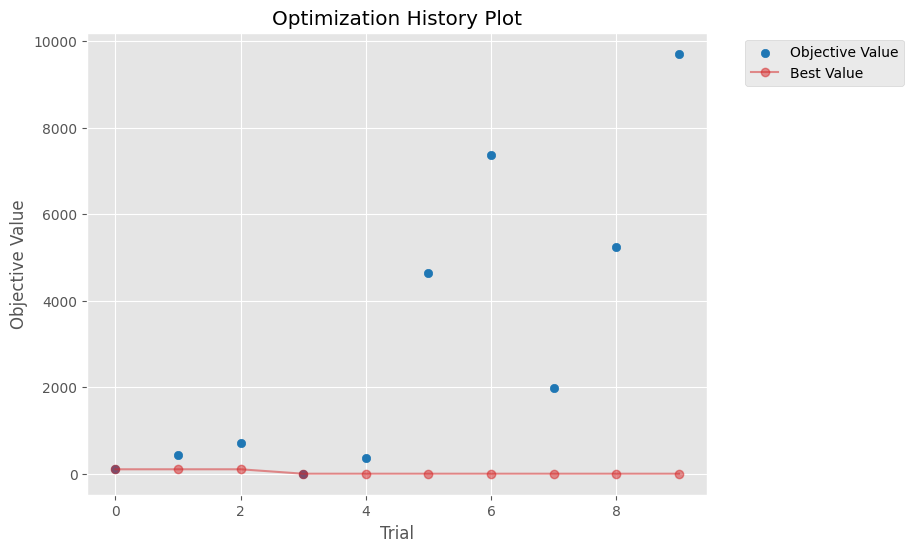 Optimization History Plot
10000
8000
6000
4000
2000
0
Objective Value
0 2 4 6 8
Trial
Objective Value
Best Value